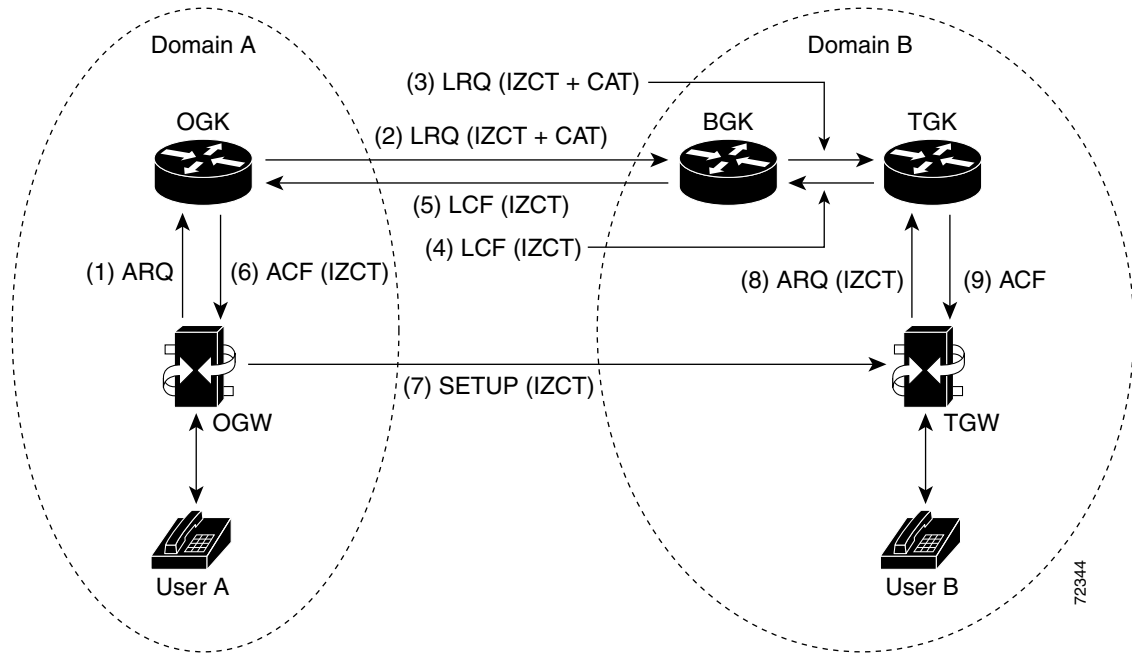 Domain A
Domain B
(3) LRQ (IZCT + CAT)
OGK
BGK
TGK
(2) LRQ (IZCT + CAT)
(5) LCF (IZCT)
(4) LCF (IZCT)
(1) ARQ
(6) ACF (IZCT)
(8) ARQ (IZCT)
(9) ACF
(7) SETUP (IZCT)
OGW
TGW
User A
User B
72344